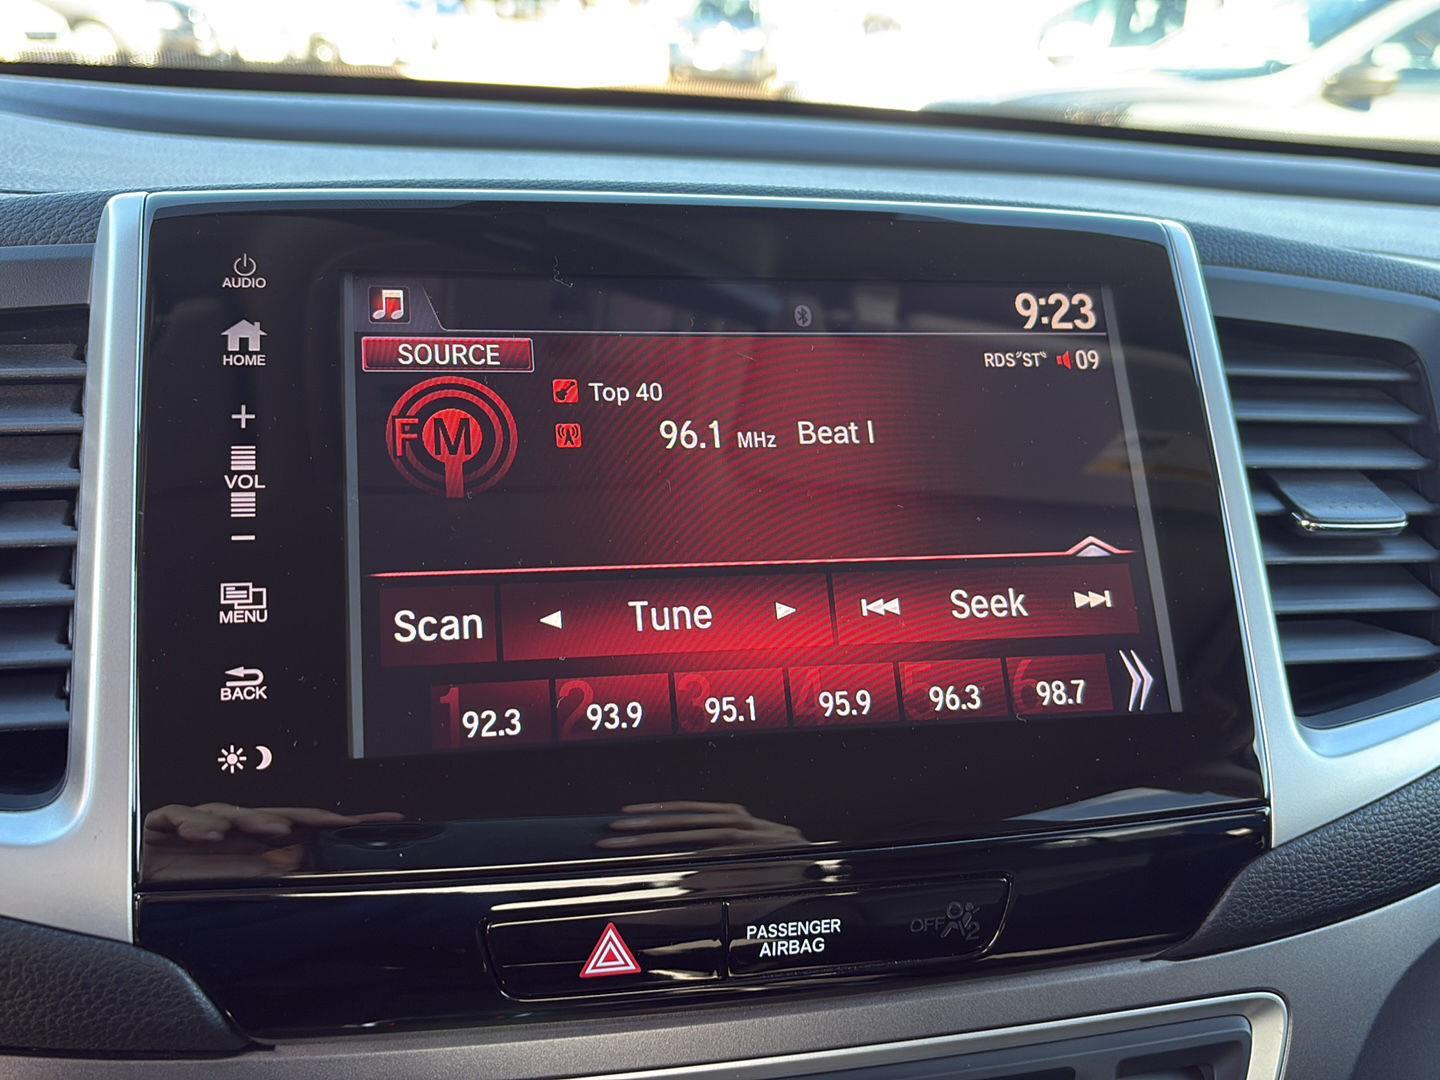 AUDIO
HOME
+
VOL
−
MENU
BACK
9:23
SOURCE
RDS ST 09
FM
Top 40
96.1 MHz Beat I
Scan Tune Seek
1 92.3
2 93.9
3 95.1
4 95.9
5 96.3
6 98.7
PASSENGER
AIRBAG
OFF 2